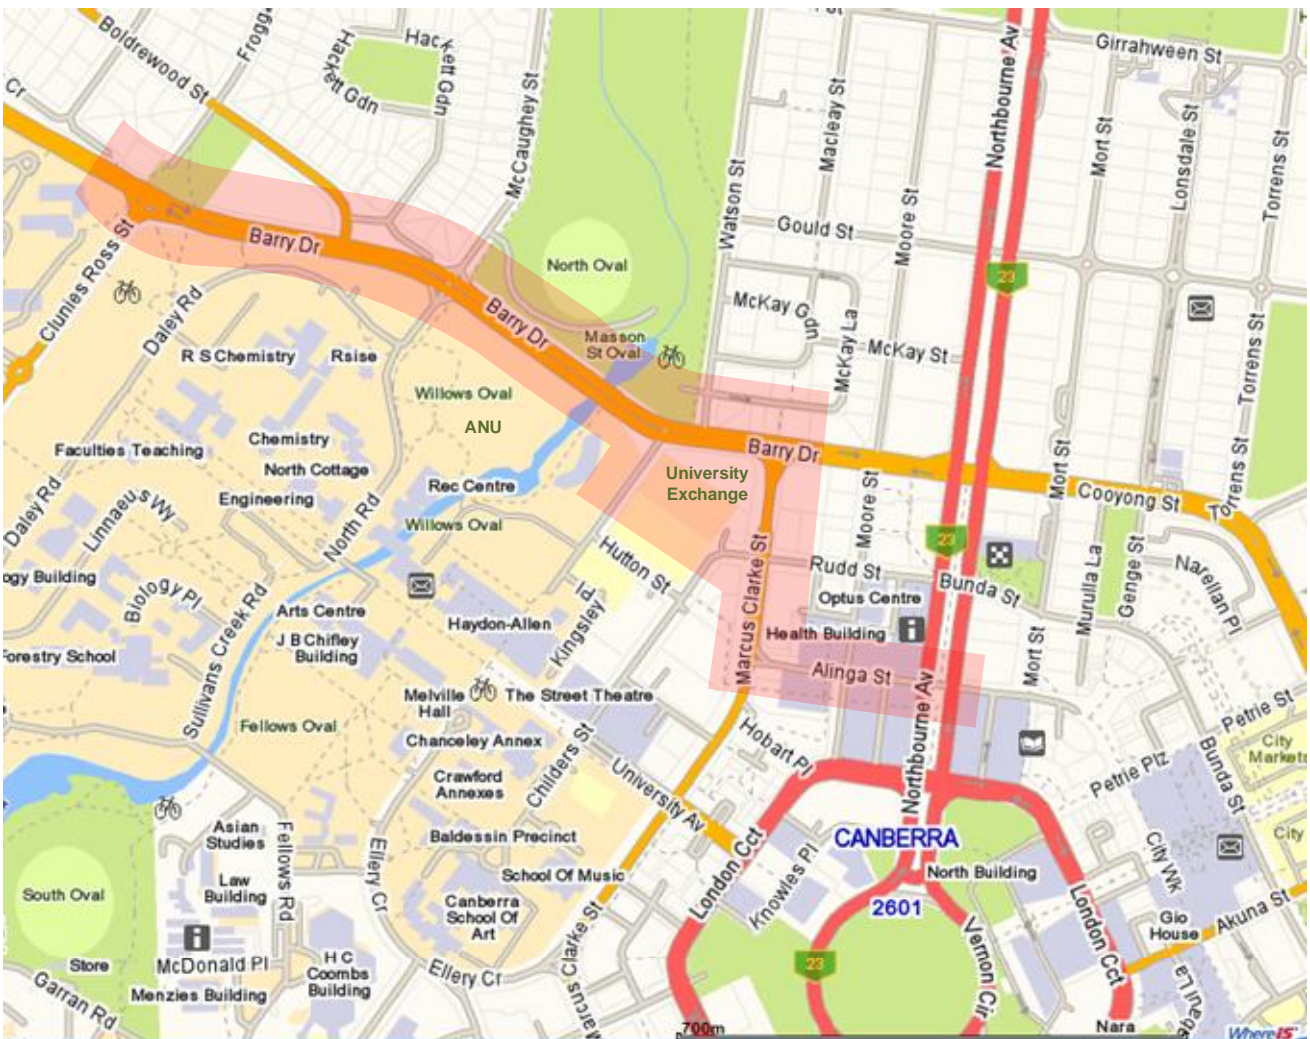 Boldrewood St
Hackett Gdn
Hackett Gdn
McCaughey St
Cr
Macleay St
Northbourne Av
Girrahween St
Mort St
Lonsdale St
Torrens St
Watson St
Moore St
Gould St
Barry Dr
Clunies Ross St
North Oval
23
Daley Rd
McKay Gdn
McKay La
McKay St
Barry Dr
Masson
St Oval
R S Chemistry
Rsise
Torrens St
Willows Oval
ANU
Faculties Teaching
Chemistry
North Cottage
Engineering
Rec Centre
Willows Oval
University
Exchange
Barry Dr
Moore St
Mort St
Cooyong St
Torrens St
Daley Rd
Linnaeus Wy
North Rd
23
Hutton St
Rudd St
Bunda St
Murulla La
Genge St
Narellan Pl
ogy Building
Biology Pl
Optus Centre
Marcus Clarke St
Arts Centre
Haydon-Allen
Kingsley
Health Building
J B Chifley
Building
Forestry School
Sullivans Creek Rd
Alinga St
Mort St
Melville
Hall
The Street Theatre
Northbourne Av
Fellows Oval
Chanceley Annex
Childers St
Hobart Pl
Petrie St
Petrie Plz
Bunda St
City
Markets
Crawford
Annexes
University Av
Asian
Studies
Fellows Rd
Ellery Cr
Baldessin Precinct
London Cct
CANBERRA
City
City Wk
School Of Music
Knowles Pl
North Building
South Oval
Law
Building
Canberra
School Of
Art
2601
London Cct
Akuna St
Gio
House
Vernon Cir
Store
McDonald Pl
H C
Coombs
Building
Menzies Building
Ellery Cr
Marcus Clarke St
23
Garran Rd
700m
Nara
WhereiS